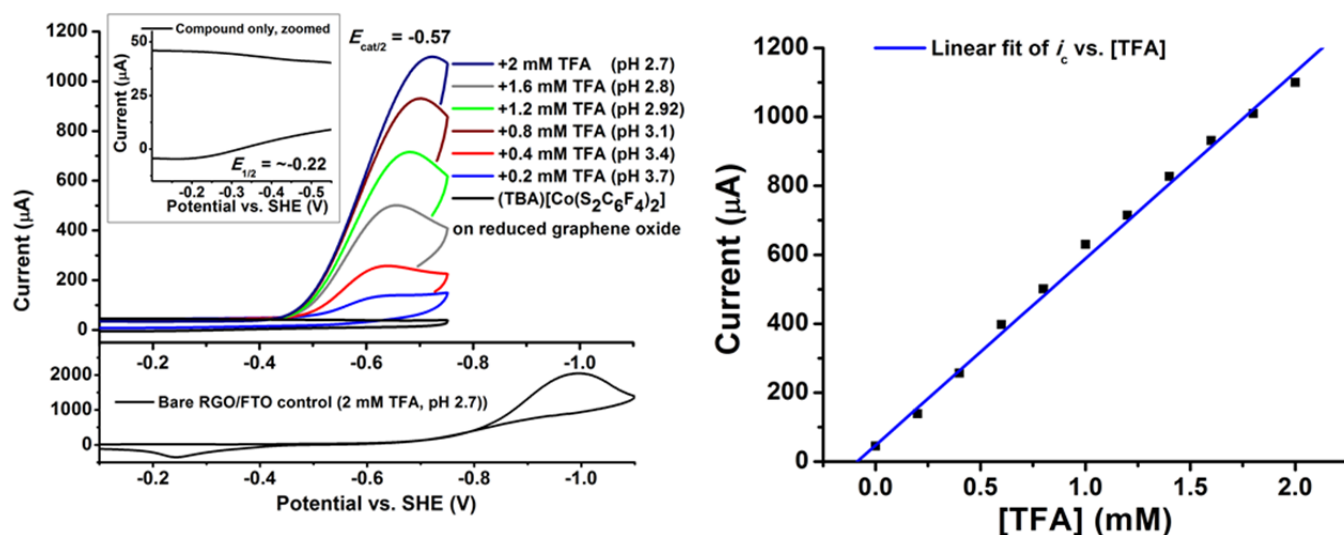 Compound only, zoomed
50
25
0
Current (µA)
E1/2 = ~-0.22
-0.2
-0.3
-0.4
-0.5
Potential vs. SHE (V)
Ecat/2 = -0.57
+2 mM TFA (pH 2.7)
+1.6 mM TFA (pH 2.8)
+1.2 mM TFA (pH 2.92)
+0.8 mM TFA (pH 3.1)
+0.4 mM TFA (pH 3.4)
+0.2 mM TFA (pH 3.7)
(TBA)[Co(S2C6F4)2]
on reduced graphene oxide
1200
1000
800
600
400
200
0
Current (µA)
-0.2
-0.4
-0.6
-0.8
-1.0
2000
1000
0
Bare RGO/FTO control (2 mM TFA, pH 2.7))
-0.2
-0.4
-0.6
-0.8
-1.0
Potential vs. SHE (V)
Linear fit of ic vs. [TFA]
1200
1000
800
600
400
200
0
Current (µA)
0.0
0.5
1.0
1.5
2.0
[TFA] (mM)